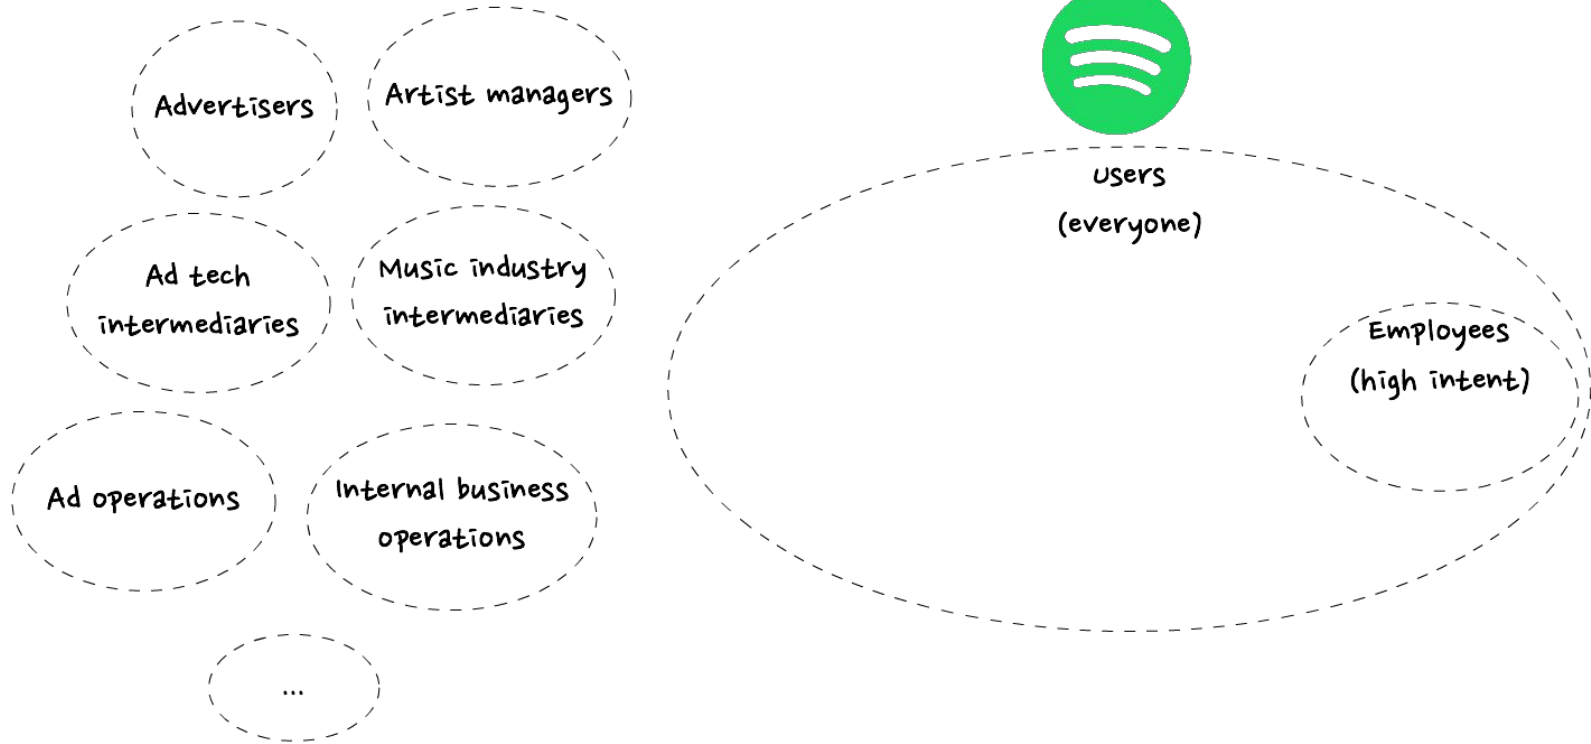 Advertisers
Artist managers
Ad tech
intermediaries
Music industry
intermediaries
Ad operations
Internal business
operations
...
users
(everyone)
Employees
(high intent)